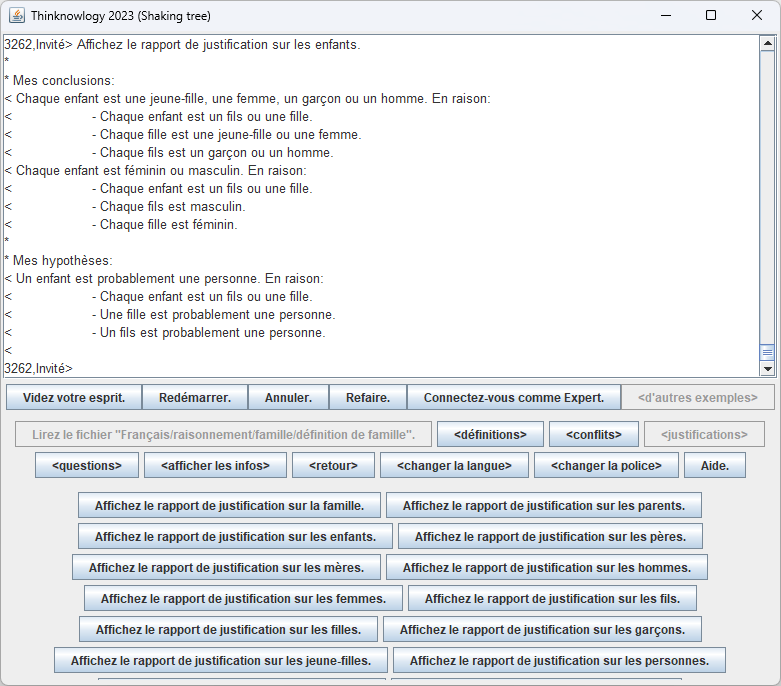 Thinknowlogy 2023 (Shaking tree)
3262,Invité> Affichez le rapport de justification sur les enfants.
*
* Mes conclusions:
< Chaque enfant est une jeune-fille, une femme, un garçon ou un homme. En raison:
< - Chaque enfant est un fils ou une fille.
< - Chaque fille est une jeune-fille ou une femme.
< - Chaque fils est un garçon ou un homme.
< Chaque enfant est féminin ou masculin. En raison:
< - Chaque enfant est un fils ou une fille.
< - Chaque fils est masculin.
< - Chaque fille est féminin.
*
* Mes hypothèses:
< Un enfant est probablement une personne. En raison:
< - Chaque enfant est un fils ou une fille.
< - Une fille est probablement une personne.
< - Un fils est probablement une personne.
<
3262,Invité>
Videz votre esprit. Redémarrer. Annuler. Refaire. Connectez-vous comme Expert. <d'autres exemples>
Lirez le fichier "Français/raisonnement/famille/définition de famille". <définitions> <conflits> <justifications>
<questions> <afficher les infos> <retour> <changer la langue> <changer la police> Aide.
Affichez le rapport de justification sur la famille. Affichez le rapport de justification sur les parents.
Affichez le rapport de justification sur les enfants. Affichez le rapport de justification sur les pères.
Affichez le rapport de justification sur les mères. Affichez le rapport de justification sur les hommes.
Affichez le rapport de justification sur les femmes. Affichez le rapport de justification sur les fils.
Affichez le rapport de justification sur les filles. Affichez le rapport de justification sur les garçons.
Affichez le rapport de justification sur les jeune-filles. Affichez le rapport de justification sur les personnes.